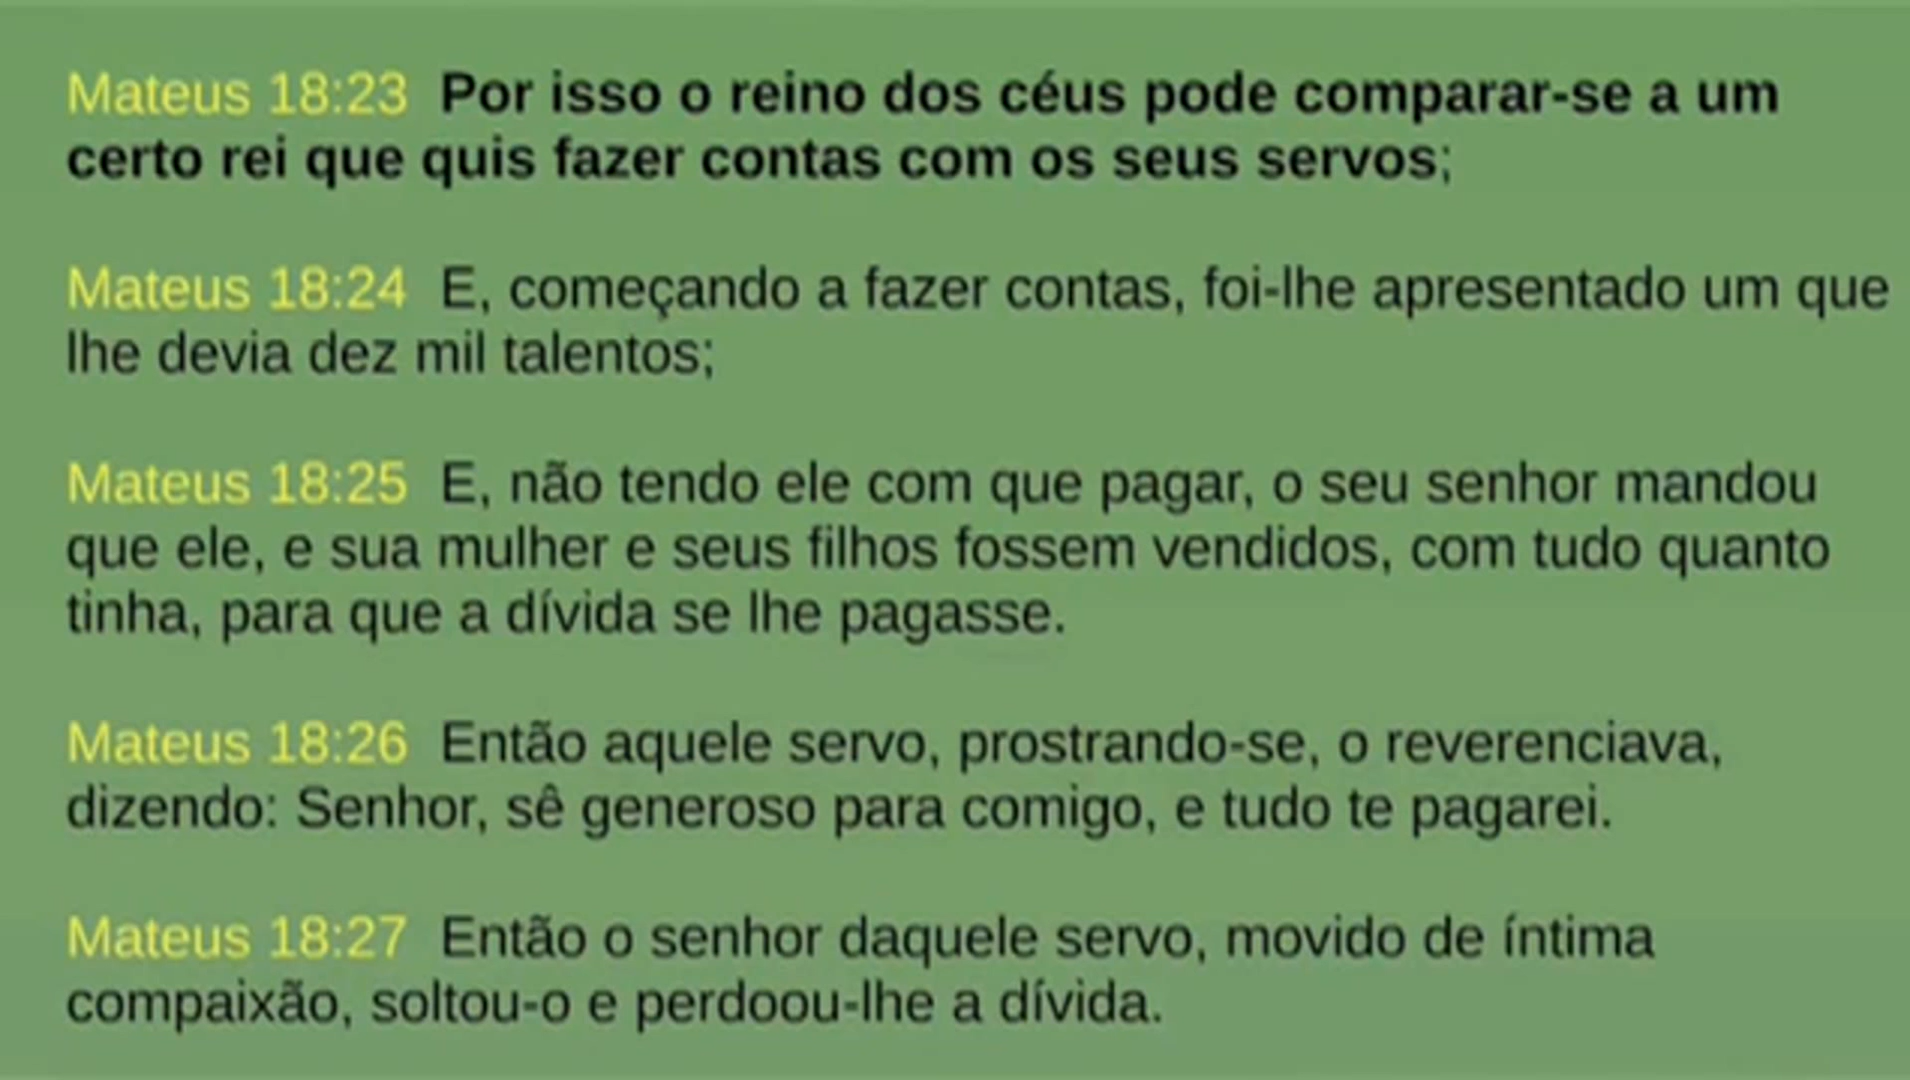 Mateus 18:23 Por isso o reino dos céus pode comparar-se a um
certo rei que quis fazer contas com os seus servos;
Mateus 18:24 E, começando a fazer contas, foi-lhe apresentado um que
lhe devia dez mil talentos;
Mateus 18:25 E, não tendo ele com que pagar, o seu senhor mandou
que ele, e sua mulher e seus filhos fossem vendidos, com tudo quanto
tinha, para que a dívida se lhe pagasse.
Mateus 18:26 Então aquele servo, prostrando-se, o reverenciava,
dizendo: Senhor, sê generoso para comigo, e tudo te pagarei.
Mateus 18:27 Então o senhor daquele servo, movido de íntima
compaixão, soltou-o e perdoou-lhe a dívida.